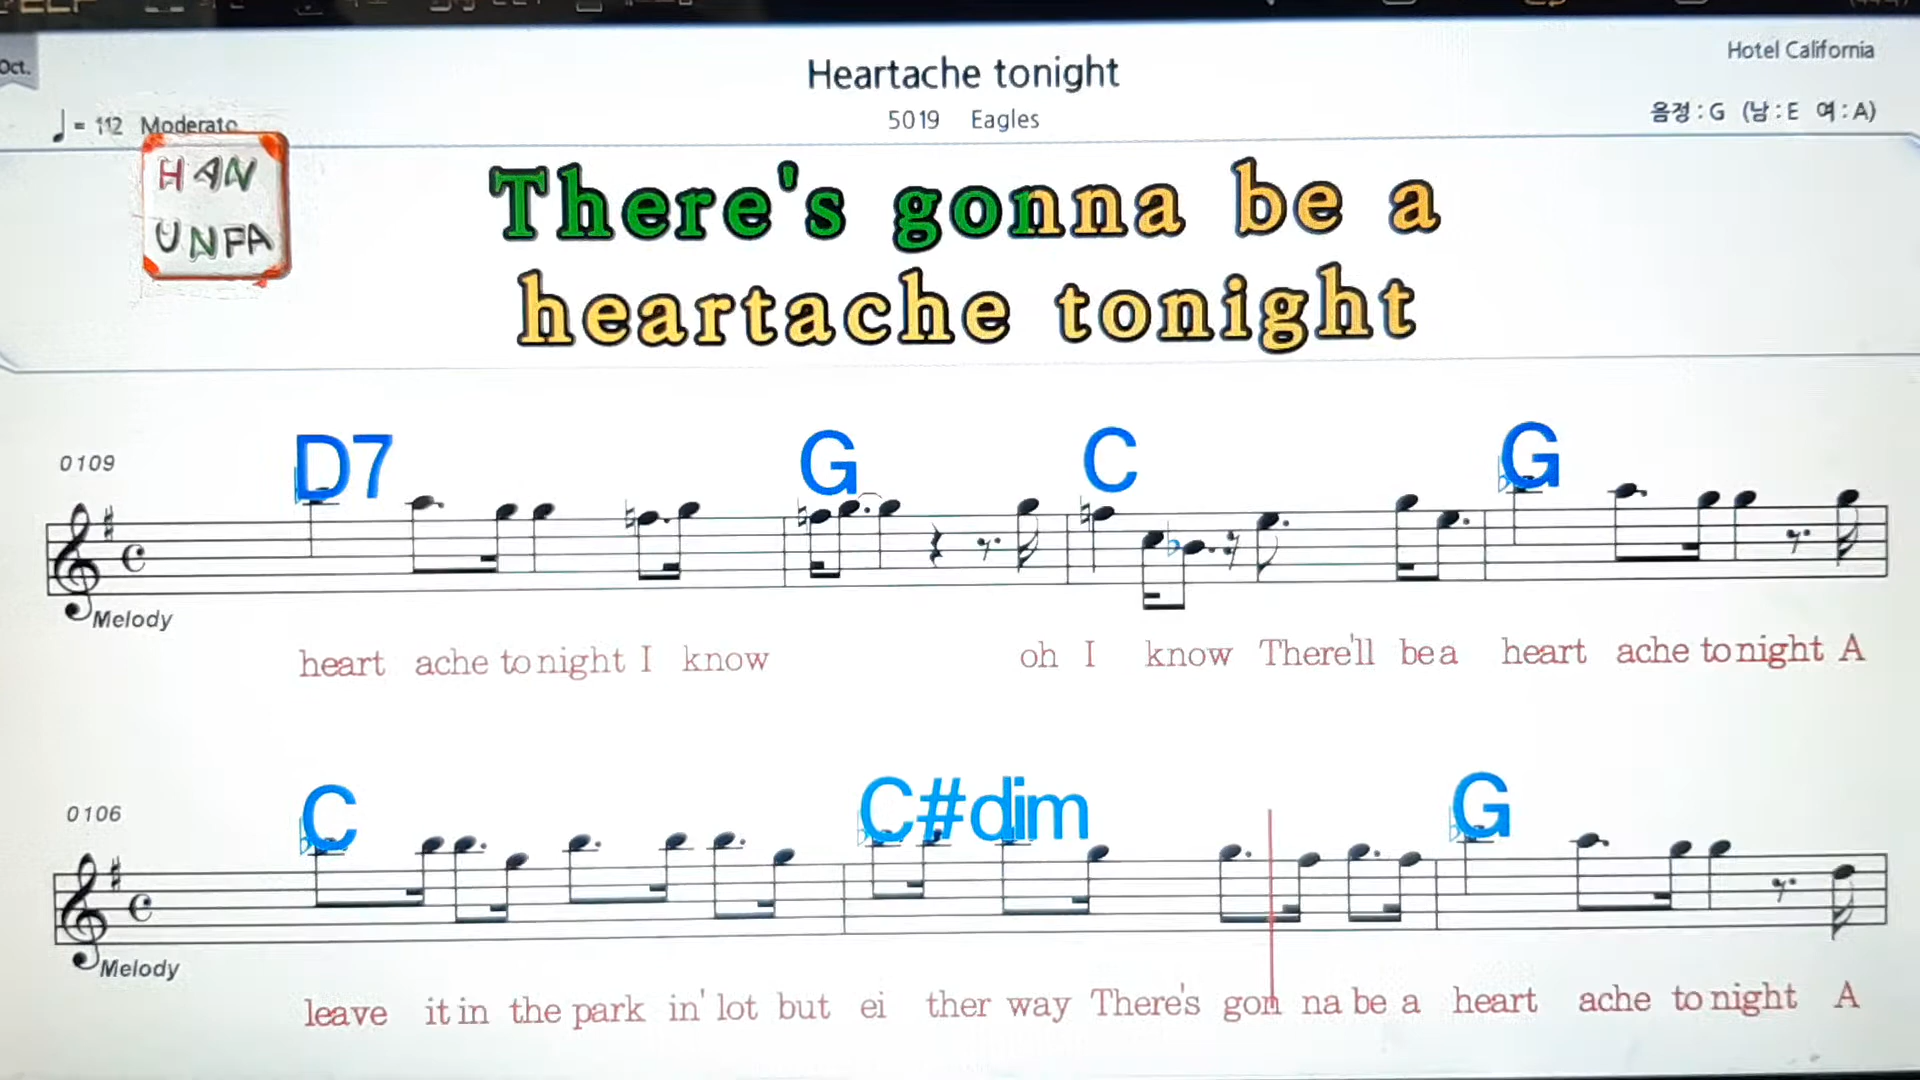 Oct.
Heartache tonight
Hotel California
5019 Eagles
음정 : G (남 : E 여 : A)
= 112 Moderato
HAN
UNFA
There's gonna be a
heartache tonight
0109
D7 G C G
Melody
heart ache to night I know oh I know There'll be a heart ache to night A
0106
C C#dim G
Melody
leave it in the park in' lot but ei ther way There's gon na be a heart ache to night A